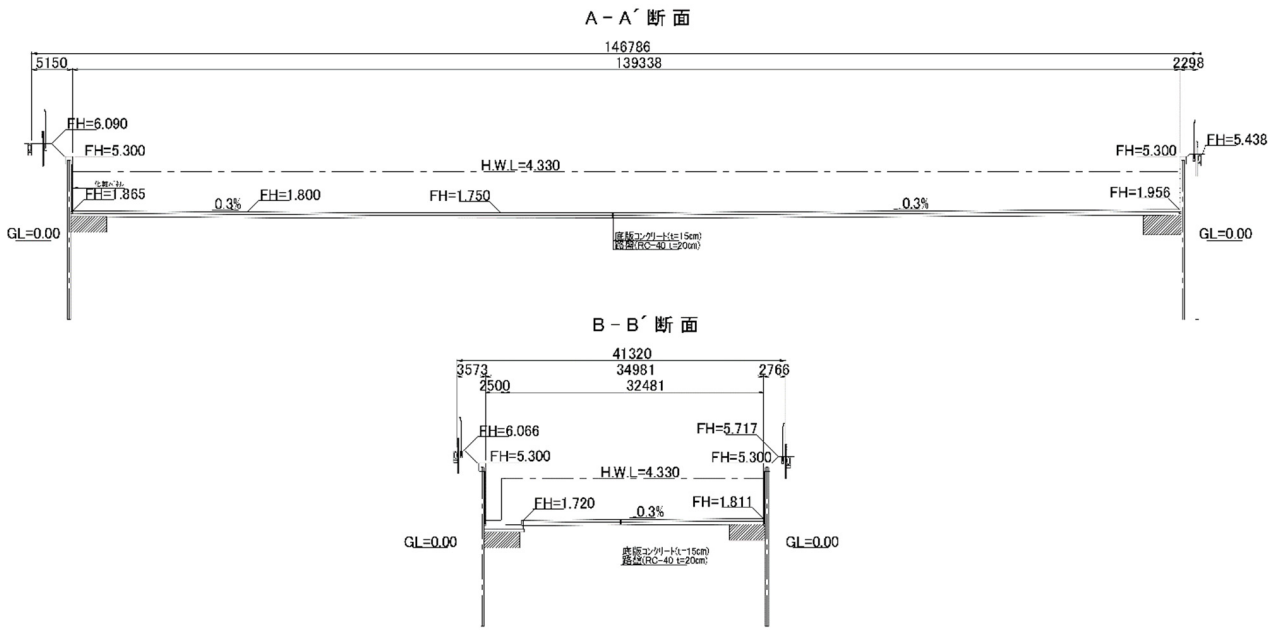 A-A´断面
146786
5150
139338
2298
FH=6.090
FH=5.300
H.W.L=4.330
FH=5.300
FH=5.438
FH=1.865
0.3%
FH=1.800
FH=1.750
0.3%
FH=1.956
GL=0.00
底版コンクリート(t=15cm)
路盤(RC-40 t=20cm)
GL=0.00
B-B´断面
41320
3573
34981
2766
2500
32481
FH=6.066
FH=5.717
FH=5.300
FH=5.300
H.W.L=4.330
FH=1.720
0.3%
FH=1.811
GL=0.00
GL=0.00
底版コンクリート(t=15cm)
路盤(RC-40 t=20cm)